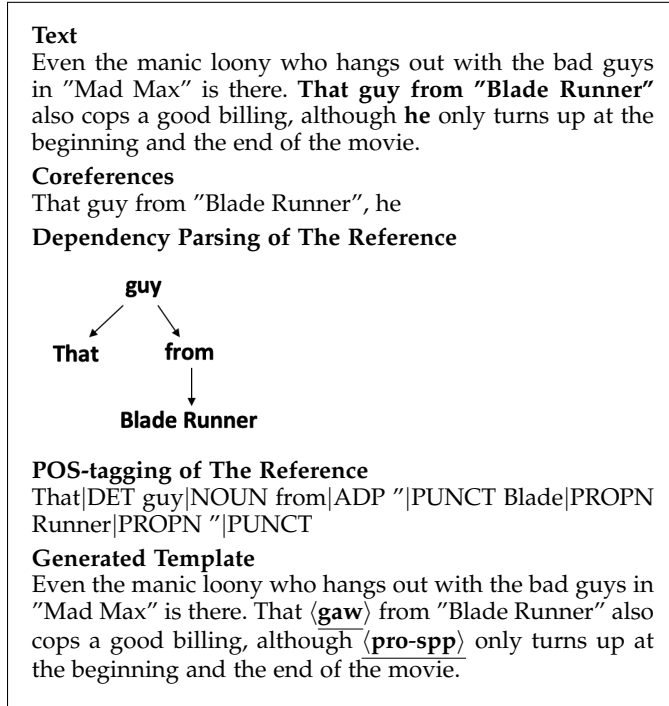 Text
Even the manic loony who hangs out with the bad guys
in ”Mad Max” is there. That guy from ”Blade Runner”
also cops a good billing, although he only turns up at the
beginning and the end of the movie.
Coreferences
That guy from ”Blade Runner”, he
Dependency Parsing of The Reference
guy
That from
Blade Runner
POS-tagging of The Reference
That|DET guy|NOUN from|ADP ”|PUNCT Blade|PROPN
Runner|PROPN ”|PUNCT
Generated Template
Even the manic loony who hangs out with the bad guys in
”Mad Max” is there. That ⟨gaw⟩ from ”Blade Runner” also
cops a good billing, although ⟨pro-spp⟩ only turns up at
the beginning and the end of the movie.